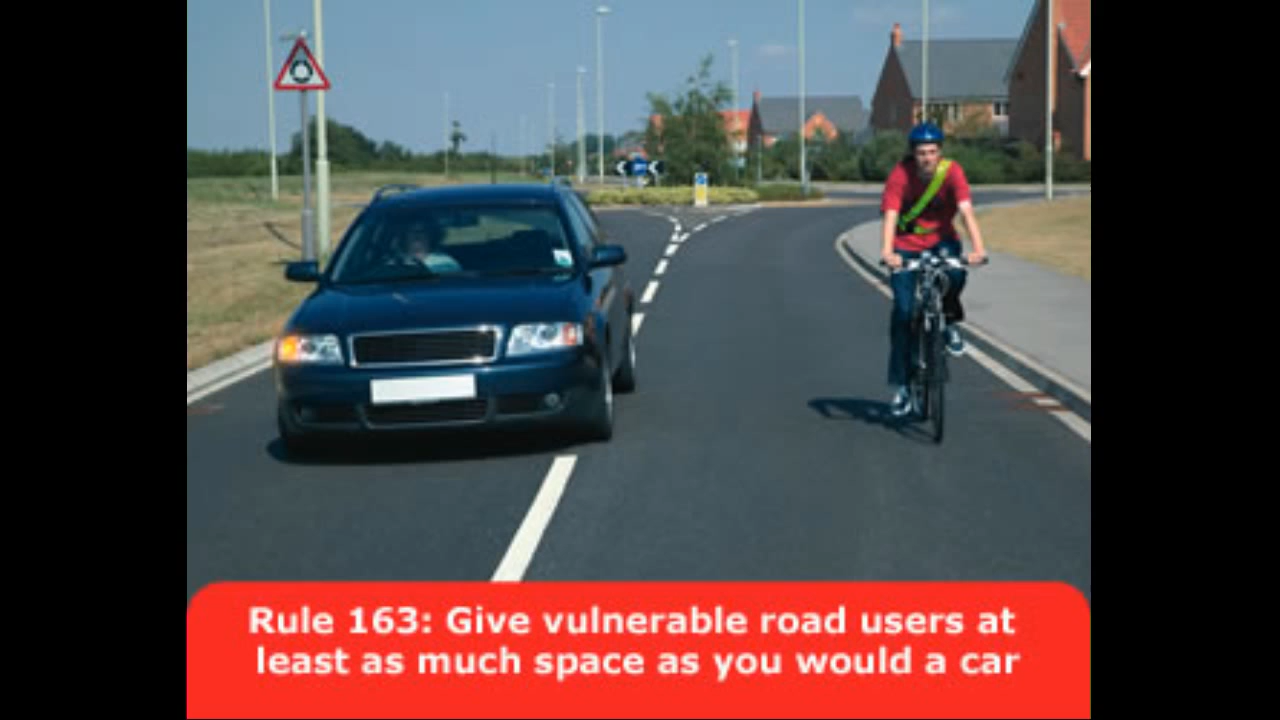 Rule 163: Give vulnerable road users at
least as much space as you would a car